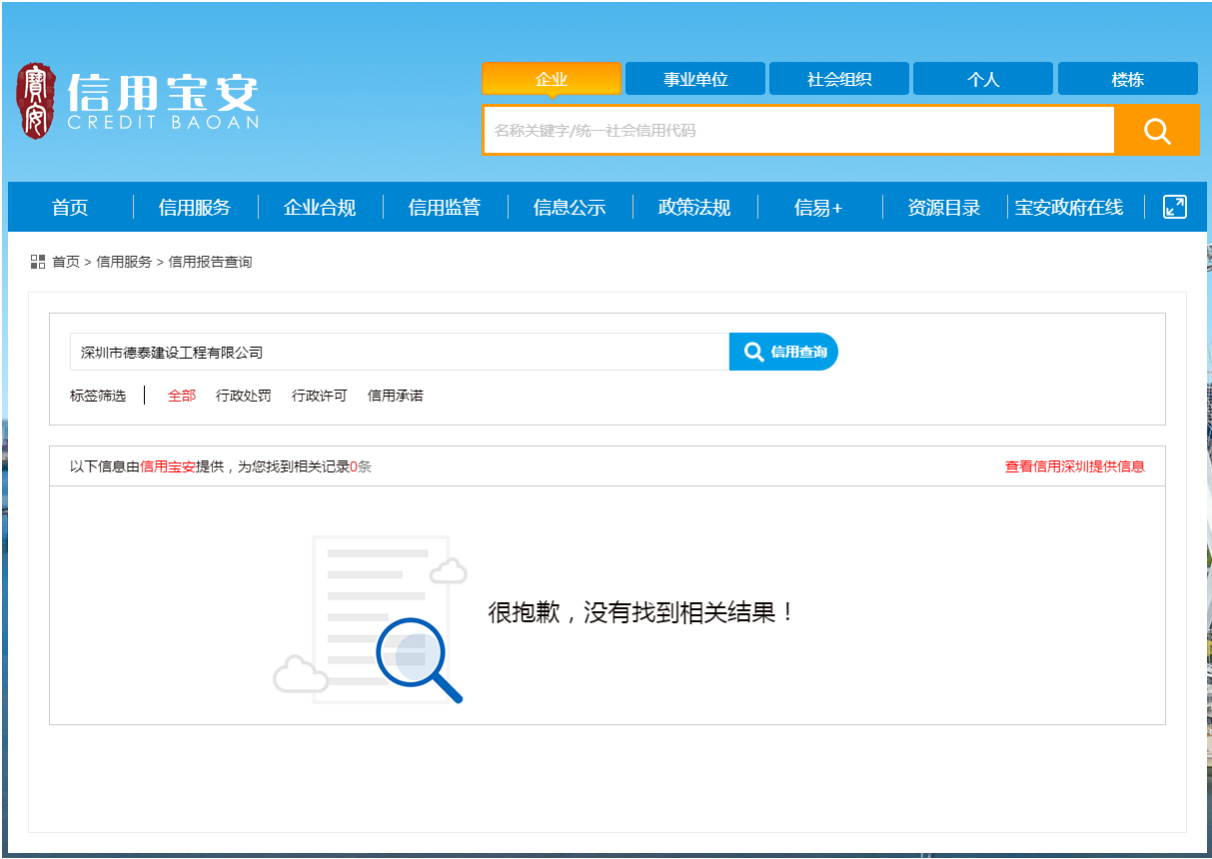 寶安
信用宝安
CREDIT BAOAN
企业 事业单位 社会组织 个人 楼栋
名称关键字/统一社会信用代码
首页 信用服务 企业合规 信用监管 信息公示 政策法规 信易+ 资源目录 宝安政府在线
首页 > 信用服务 > 信用报告查询
深圳市德泰建设工程有限公司 信用查询
标签筛选 全部 行政处罚 行政许可 信用承诺
以下信息由信用宝安提供，为您找到相关记录0条 查看信用深圳提供信息
很抱歉，没有找到相关结果！